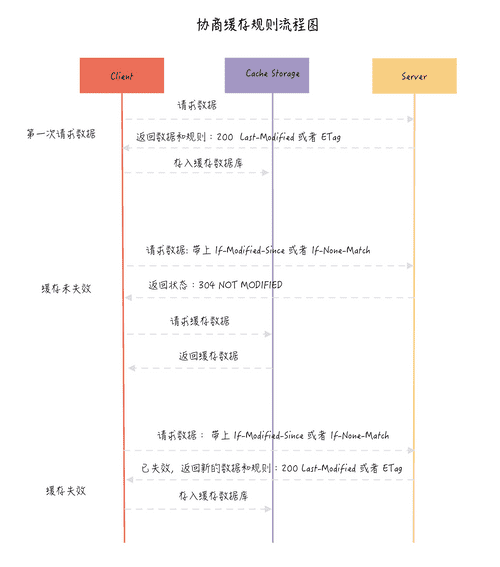 协商缓存规则流程图
Client
Cache Storage
Server
请求数据
第一次请求数据
返回数据和规则：200 Last-Modified 或者 ETag
存入缓存数据库
请求数据: 带上 If-Modified-Since 或者 If-None-Match
缓存未失效
返回状态：304 NOT MODIFIED
请求缓存数据
返回缓存数据
请求数据： 带上 If-Modified-Since 或者 If-None-Match
已失效，返回新的数据和规则：200 Last-Modified 或者 ETag
缓存失效
存入缓存数据库